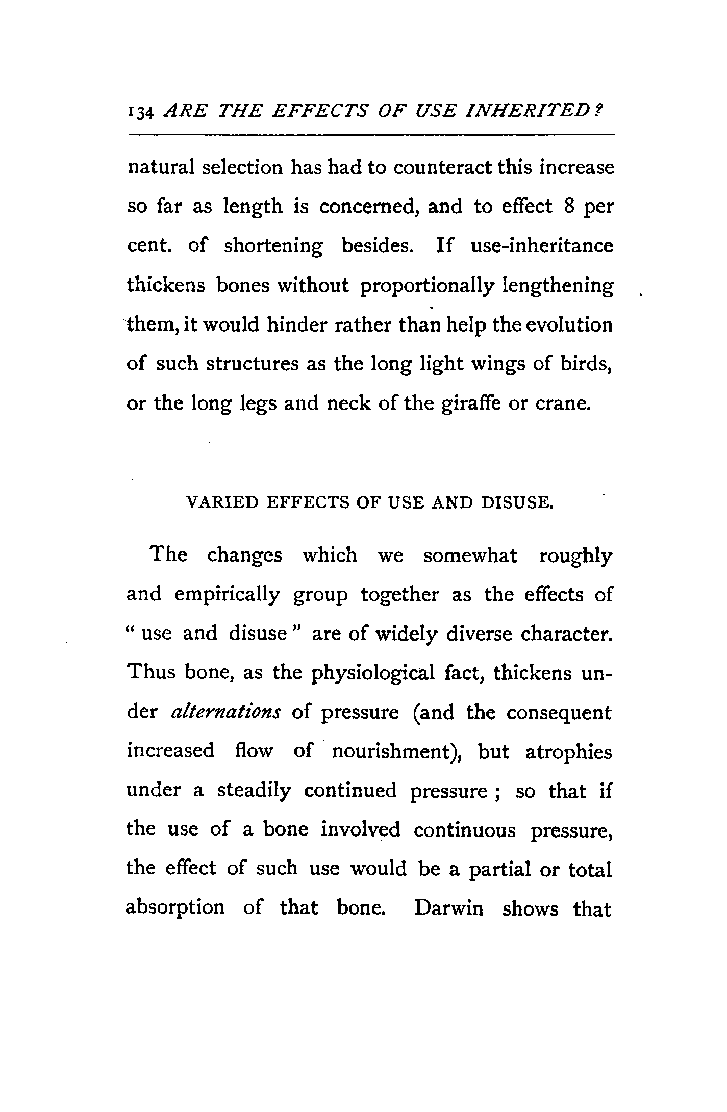 134 ARE THE EFFECTS OF USE INHERITED?
natural selection has had to counteract this increase
so far as length is concerned, and to effect 8 per
cent. of shortening besides. If use-inheritance
thickens bones without proportionally lengthening
them, it would hinder rather than help the evolution
of such structures as the long light wings of birds,
or the long legs and neck of the giraffe or crane.
VARIED EFFECTS OF USE AND DISUSE.
The changes which we somewhat roughly
and empirically group together as the effects of
“ use and disuse ” are of widely diverse character.
Thus bone, as the physiological fact, thickens un-
der alternations of pressure (and the consequent
increased flow of nourishment), but atrophies
under a steadily continued pressure ; so that if
the use of a bone involved continuous pressure,
the effect of such use would be a partial or total
absorption of that bone. Darwin shows that